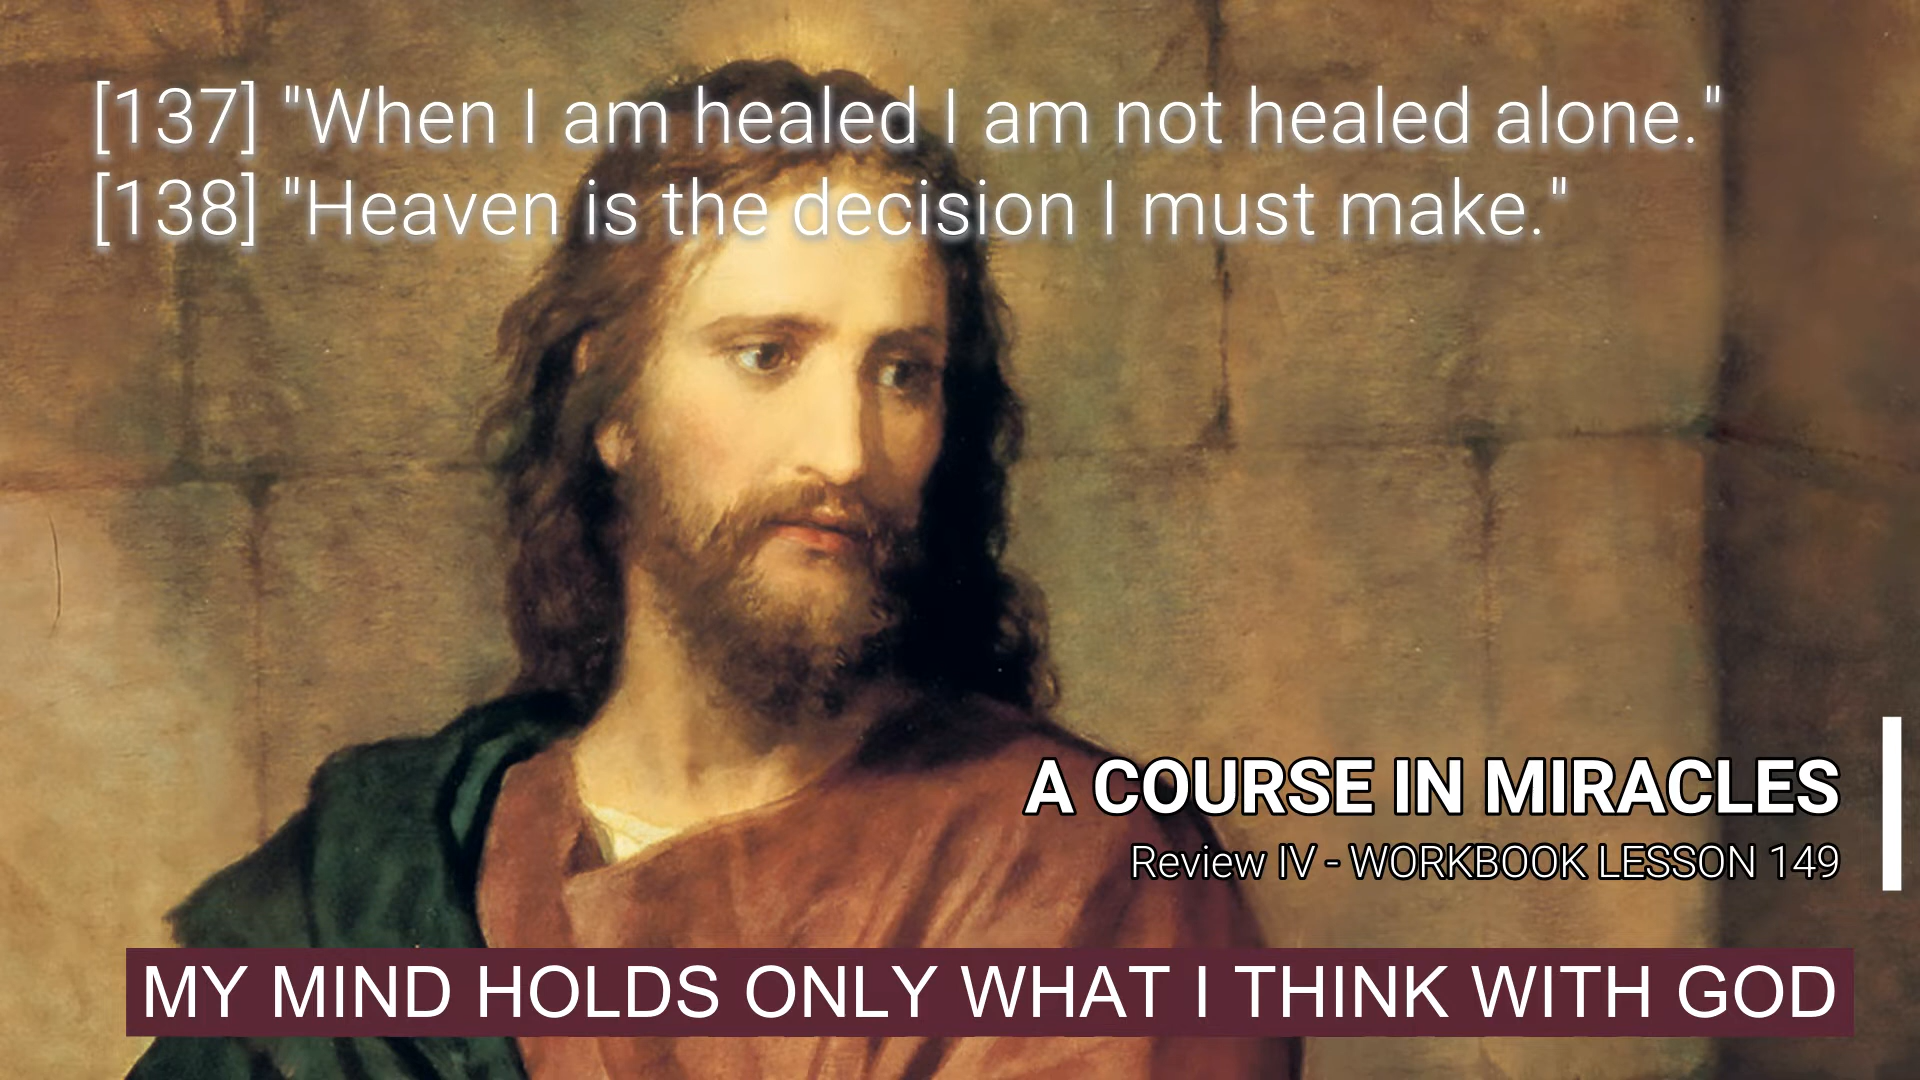 [137] "When I am healed I am not healed alone."
[138] "Heaven is the decision I must make."
A COURSE IN MIRACLES
Review IV - WORKBOOK LESSON 149
MY MIND HOLDS ONLY WHAT I THINK WITH GOD